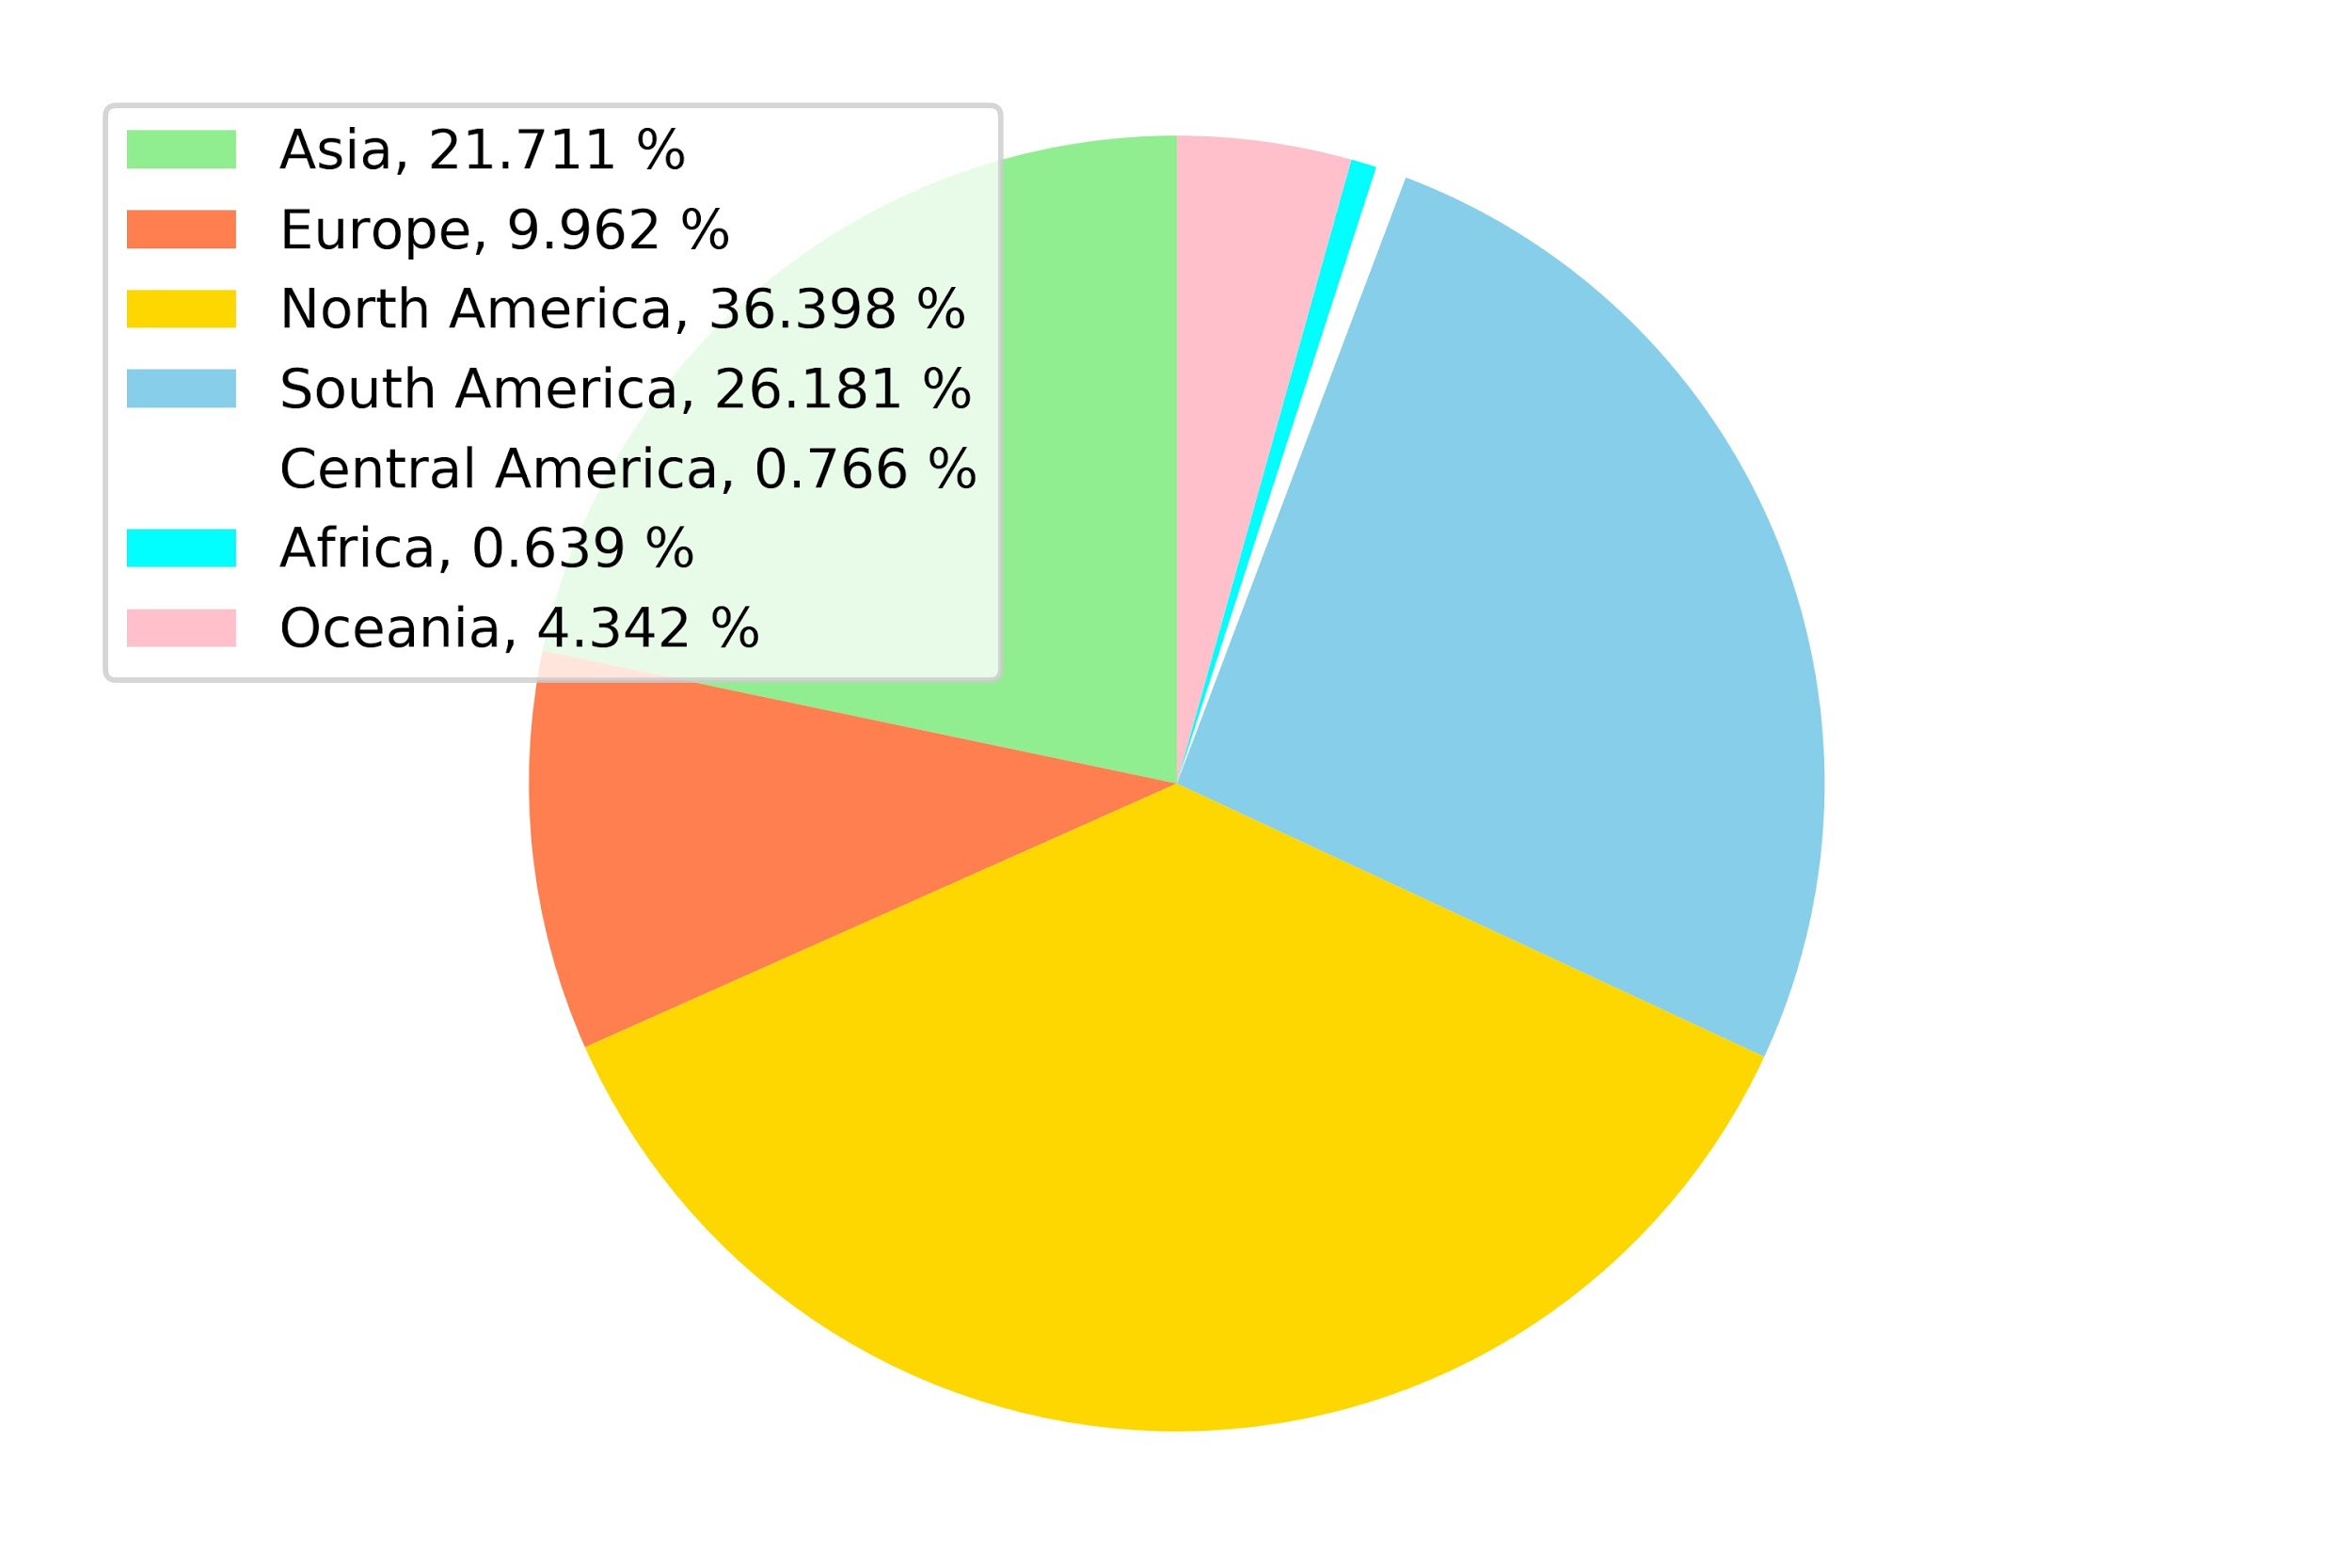 Asia, 21.711 %
Europe, 9.962 %
North America, 36.398 %
South America, 26.181 %
Central America, 0.766 %
Africa, 0.639 %
Oceania, 4.342 %